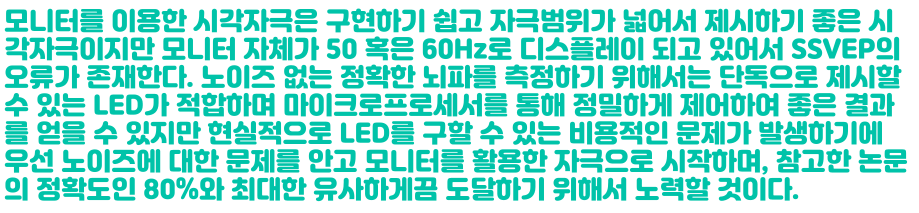 모니터를 이용한 시각자극은 구현하기 쉽고 자극범위가 넓어서 제시하기 좋은 시
각자극이지만 모니터 자체가 50 혹은 60Hz로 디스플레이 되고 있어서 SSVEP의
오류가 존재한다. 노이즈 없는 정확한 뇌파를 측정하기 위해서는 단독으로 제시할
수 있는 LED가 적합하며 마이크로프로세서를 통해 정밀하게 제어하여 좋은 결과
를 얻을 수 있지만 현실적으로 LED를 구할 수 있는 비용적인 문제가 발생하기에
우선 노이즈에 대한 문제를 안고 모니터를 활용한 자극으로 시작하며, 참고한 논문
의 정확도인 80%와 최대한 유사하게끔 도달하기 위해서 노력할 것이다.